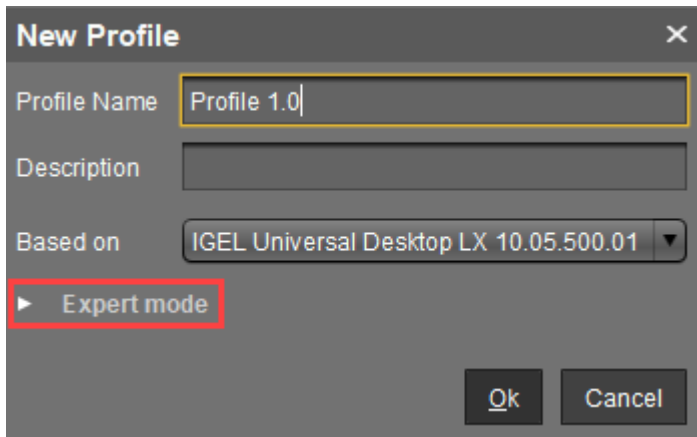 New Profile
Profile Name Profile 1.0
Description
Based on IGEL Universal Desktop LX 10.05.500.01
Expert mode
Ok Cancel